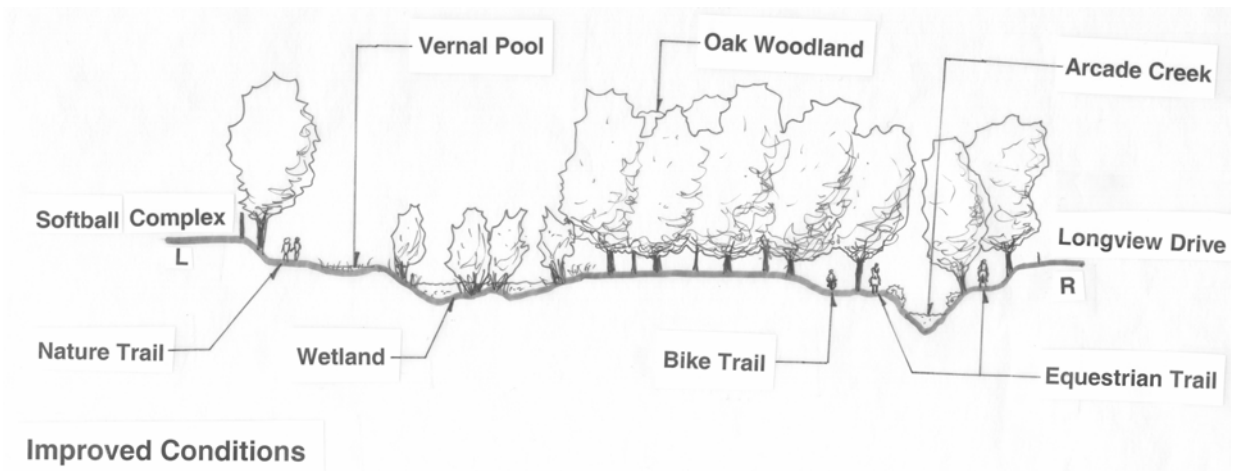 Vernal Pool
Oak Woodland
Arcade Creek
Softball Complex
L
Longview Drive
R
Nature Trail
Wetland
Bike Trail
Equestrian Trail
Improved Conditions